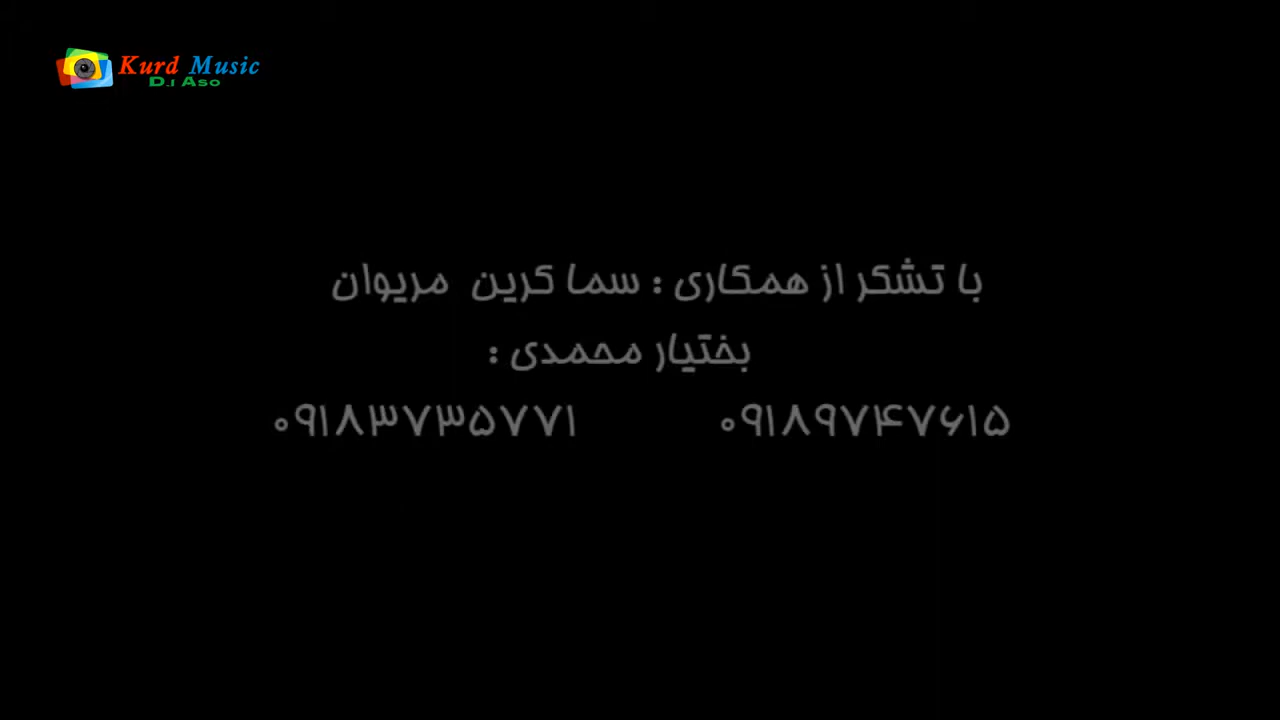 Kurd Music
D.J Aso
با تشکر از همکاری : سما کرین مریوان
بختیار محمدی :
۰۹۱۸۳۷۳۵۷۷۱ ۰۹۱۸۹۷۴۷۶۱۵